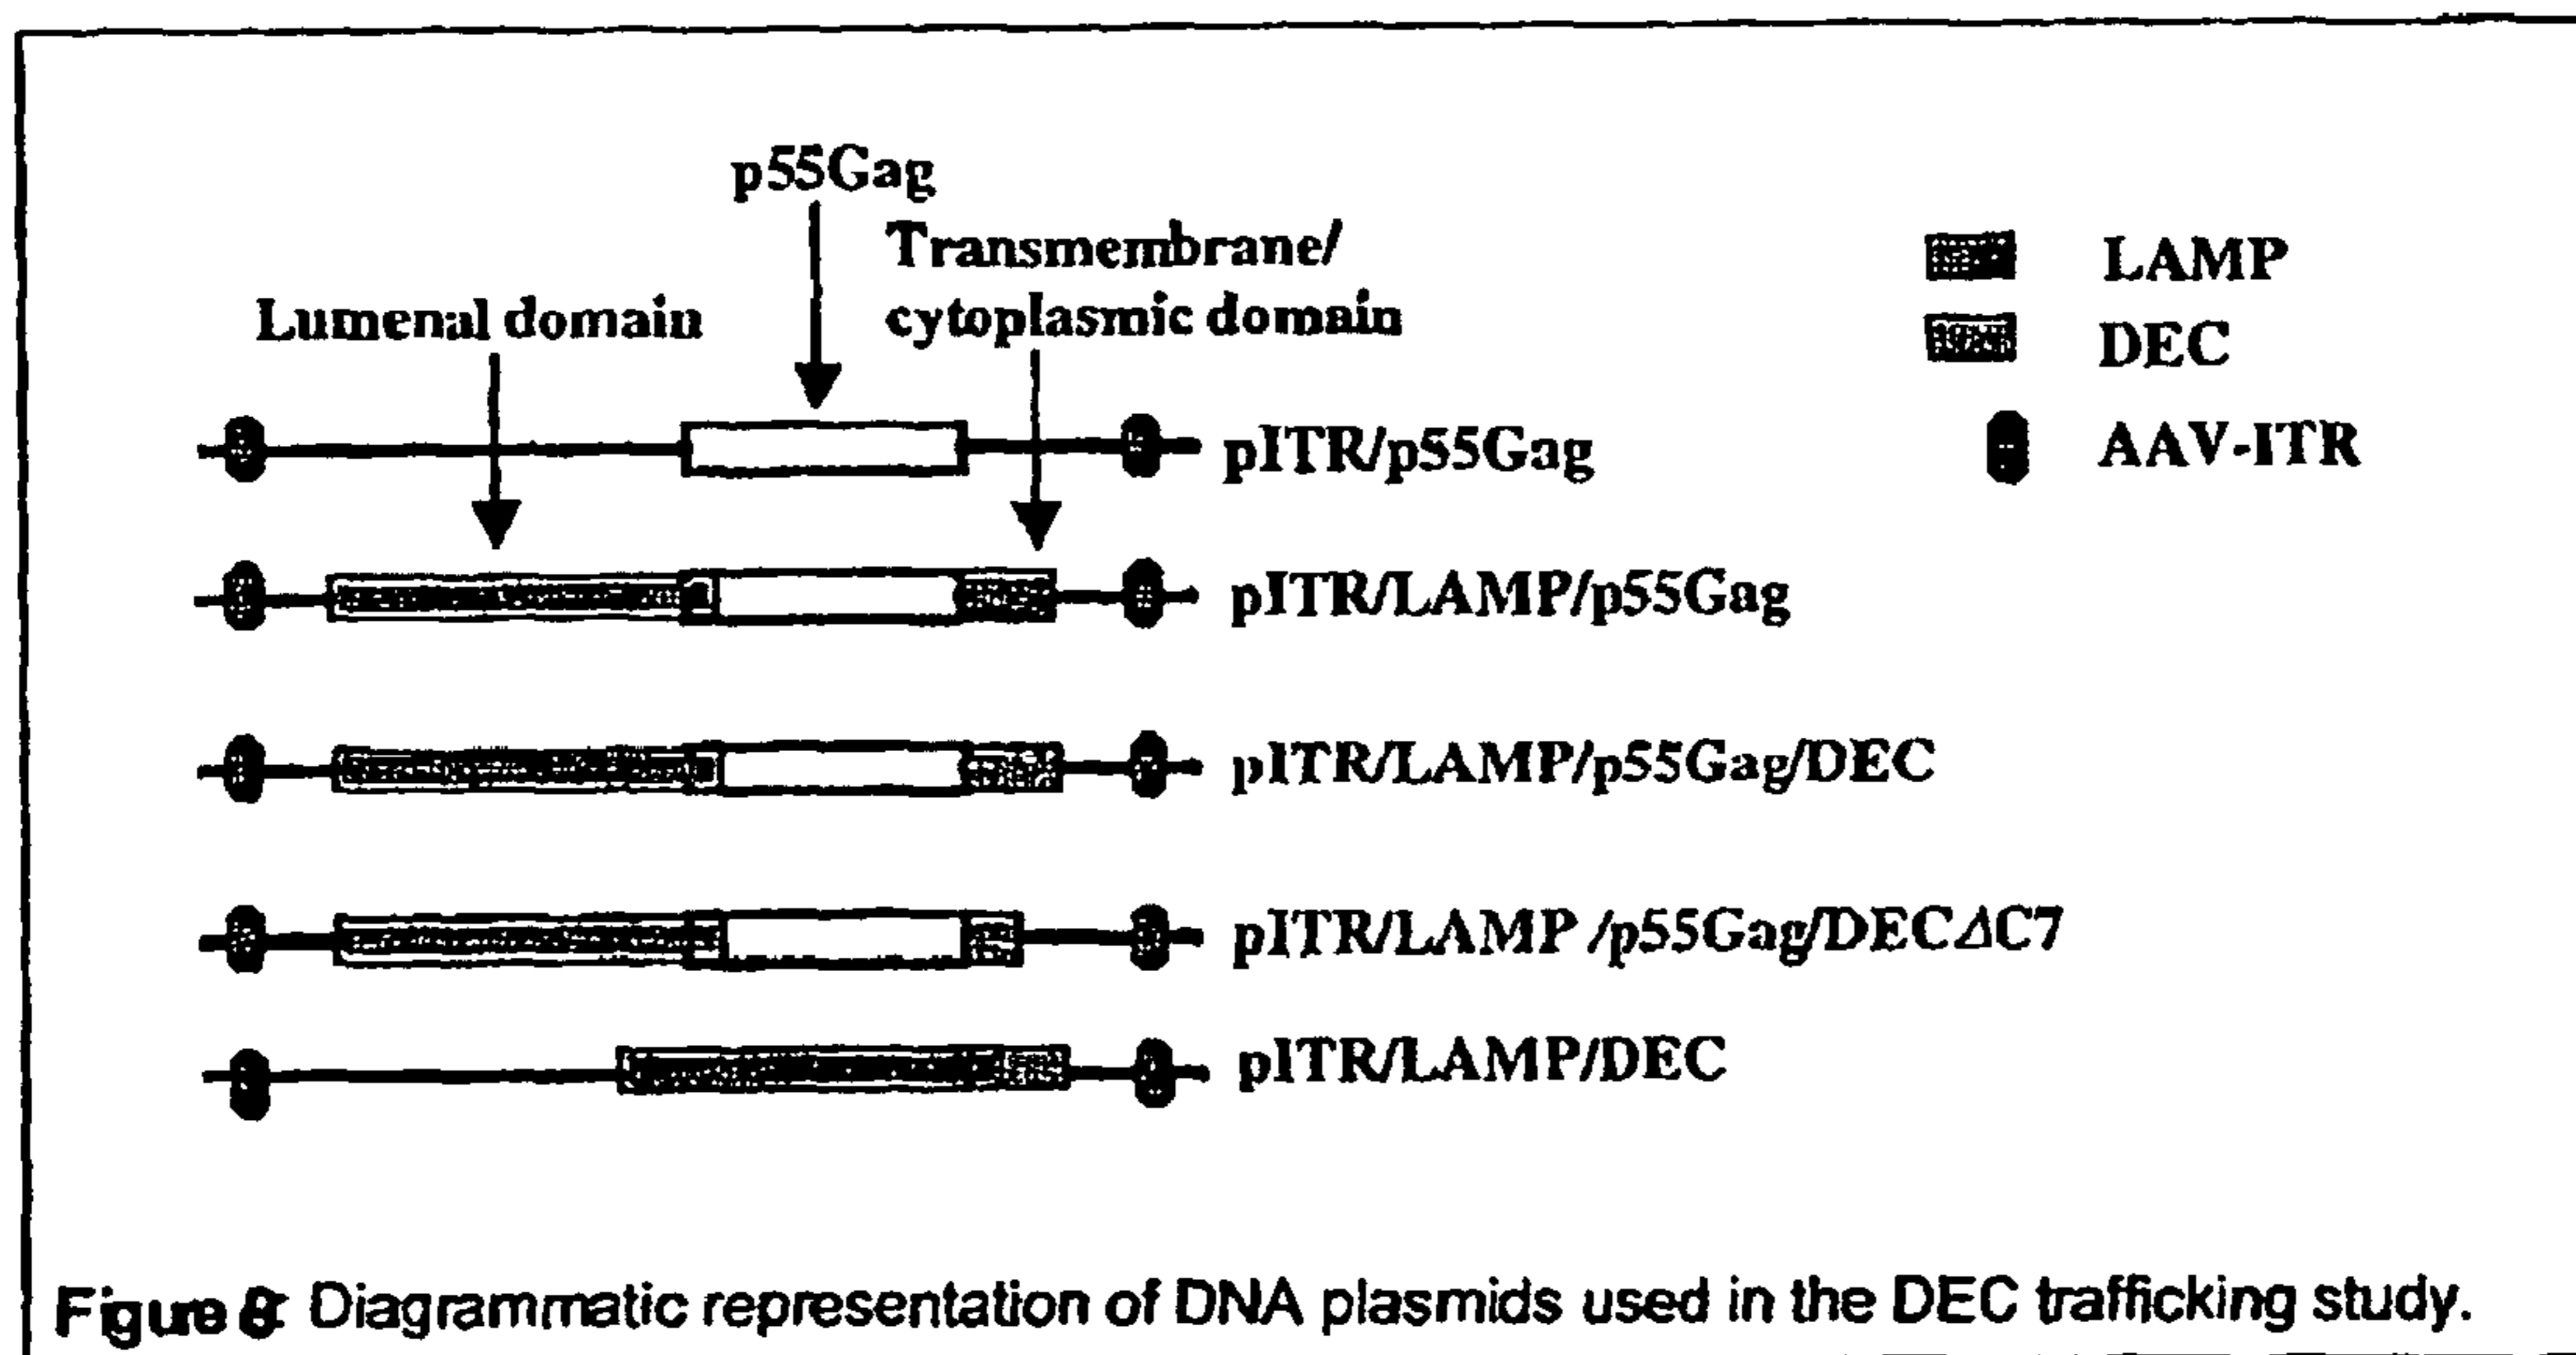 p55Gag
Transmembrane/
cytoplasmic domain
Lumenal domain
LAMP
DEC
AAV-ITR
pITR/p55Gag
pITR/LAMP/p55Gag
pITR/LAMP/p55Gag/DEC
pITR/LAMP /p55Gag/DECΔC7
pITR/LAMP/DEC
Figure 8: Diagrammatic representation of DNA plasmids used in the DEC trafficking study.